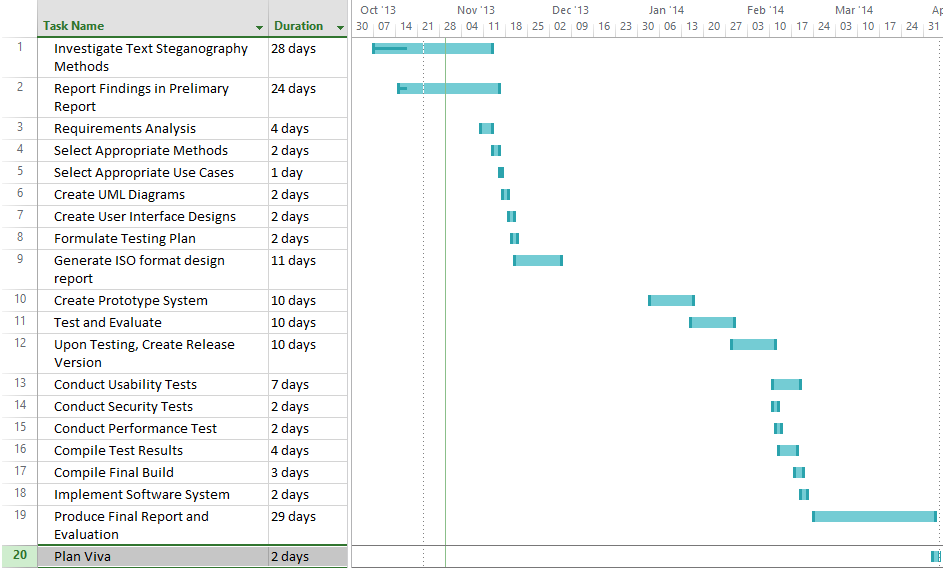 Oct '13 Nov '13 Dec '13 Jan '14 Feb '14 Mar '14 Ap
Task Name Duration 30 07 14 21 28 04 11 18 25 02 09 16 23 30 06 13 20 27 03 10 17 24 03 10 17 24 31
1 Investigate Text Steganography 28 days
Methods
2 Report Findings in Prelimary 24 days
Report
3 Requirements Analysis 4 days
4 Select Appropriate Methods 2 days
5 Select Appropriate Use Cases 1 day
6 Create UML Diagrams 2 days
7 Create User Interface Designs 2 days
8 Formulate Testing Plan 2 days
9 Generate ISO format design 11 days
report
10 Create Prototype System 10 days
11 Test and Evaluate 10 days
12 Upon Testing, Create Release 10 days
Version
13 Conduct Usability Tests 7 days
14 Conduct Security Tests 2 days
15 Conduct Performance Test 2 days
16 Compile Test Results 4 days
17 Compile Final Build 3 days
18 Implement Software System 2 days
19 Produce Final Report and 29 days
Evaluation
20 Plan Viva 2 days